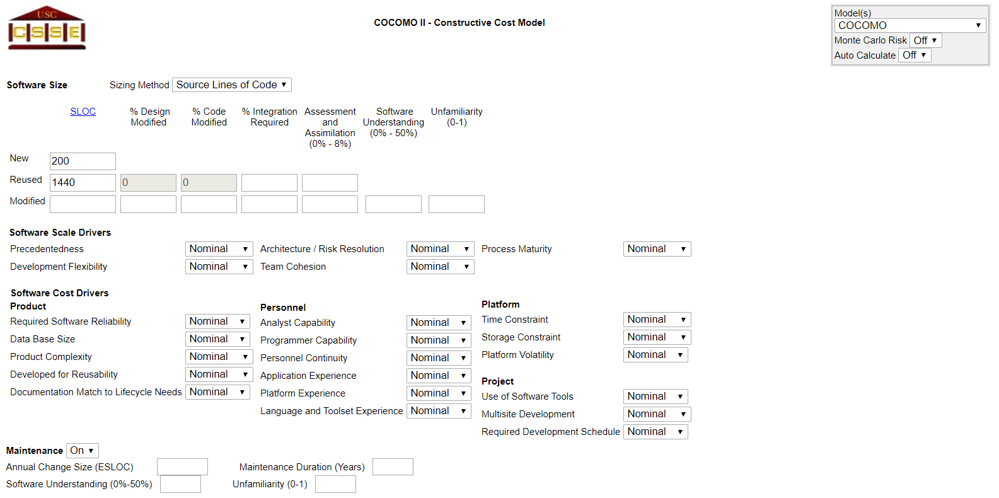 USC
CSSE
COCOMO II - Constructive Cost Model
Model(s)
COCOMO
Monte Carlo Risk Off
Auto Calculate Off
Software Size Sizing Method Source Lines of Code
SLOC % Design Modified % Code Modified % Integration Required Assessment and Assimilation (0% - 8%) Software Understanding (0% - 50%) Unfamiliarity (0-1)
New 200
Reused 1440 0 0
Modified
Software Scale Drivers
Precedentedness Nominal Architecture / Risk Resolution Nominal Process Maturity Nominal
Development Flexibility Nominal Team Cohesion Nominal
Software Cost Drivers
Product
Required Software Reliability Nominal
Data Base Size Nominal
Product Complexity Nominal
Developed for Reusability Nominal
Documentation Match to Lifecycle Needs Nominal
Personnel
Analyst Capability Nominal
Programmer Capability Nominal
Personnel Continuity Nominal
Application Experience Nominal
Platform Experience Nominal
Language and Toolset Experience Nominal
Platform
Time Constraint Nominal
Storage Constraint Nominal
Platform Volatility Nominal
Project
Use of Software Tools Nominal
Multisite Development Nominal
Required Development Schedule Nominal
Maintenance On
Annual Change Size (ESLOC) Maintenance Duration (Years)
Software Understanding (0%-50%) Unfamiliarity (0-1)